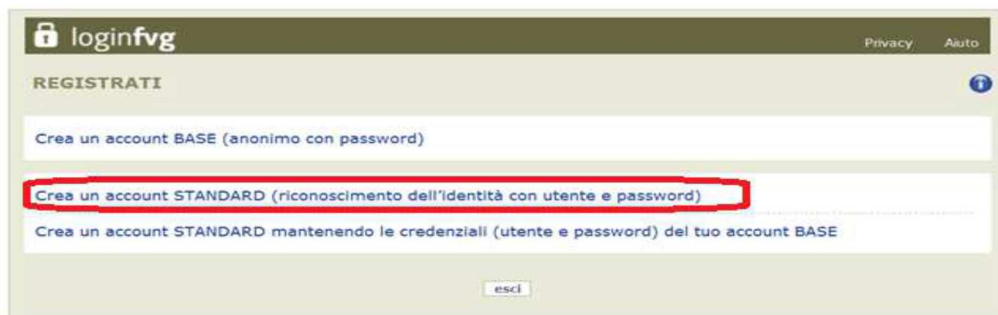 loginfvg
Privacy Aiuto
REGISTRATI
Crea un account BASE (anonimo con password)
Crea un account STANDARD (riconoscimento dell'identità con utente e password)
Crea un account STANDARD mantenendo le credenziali (utente e password) del tuo account BASE
esci